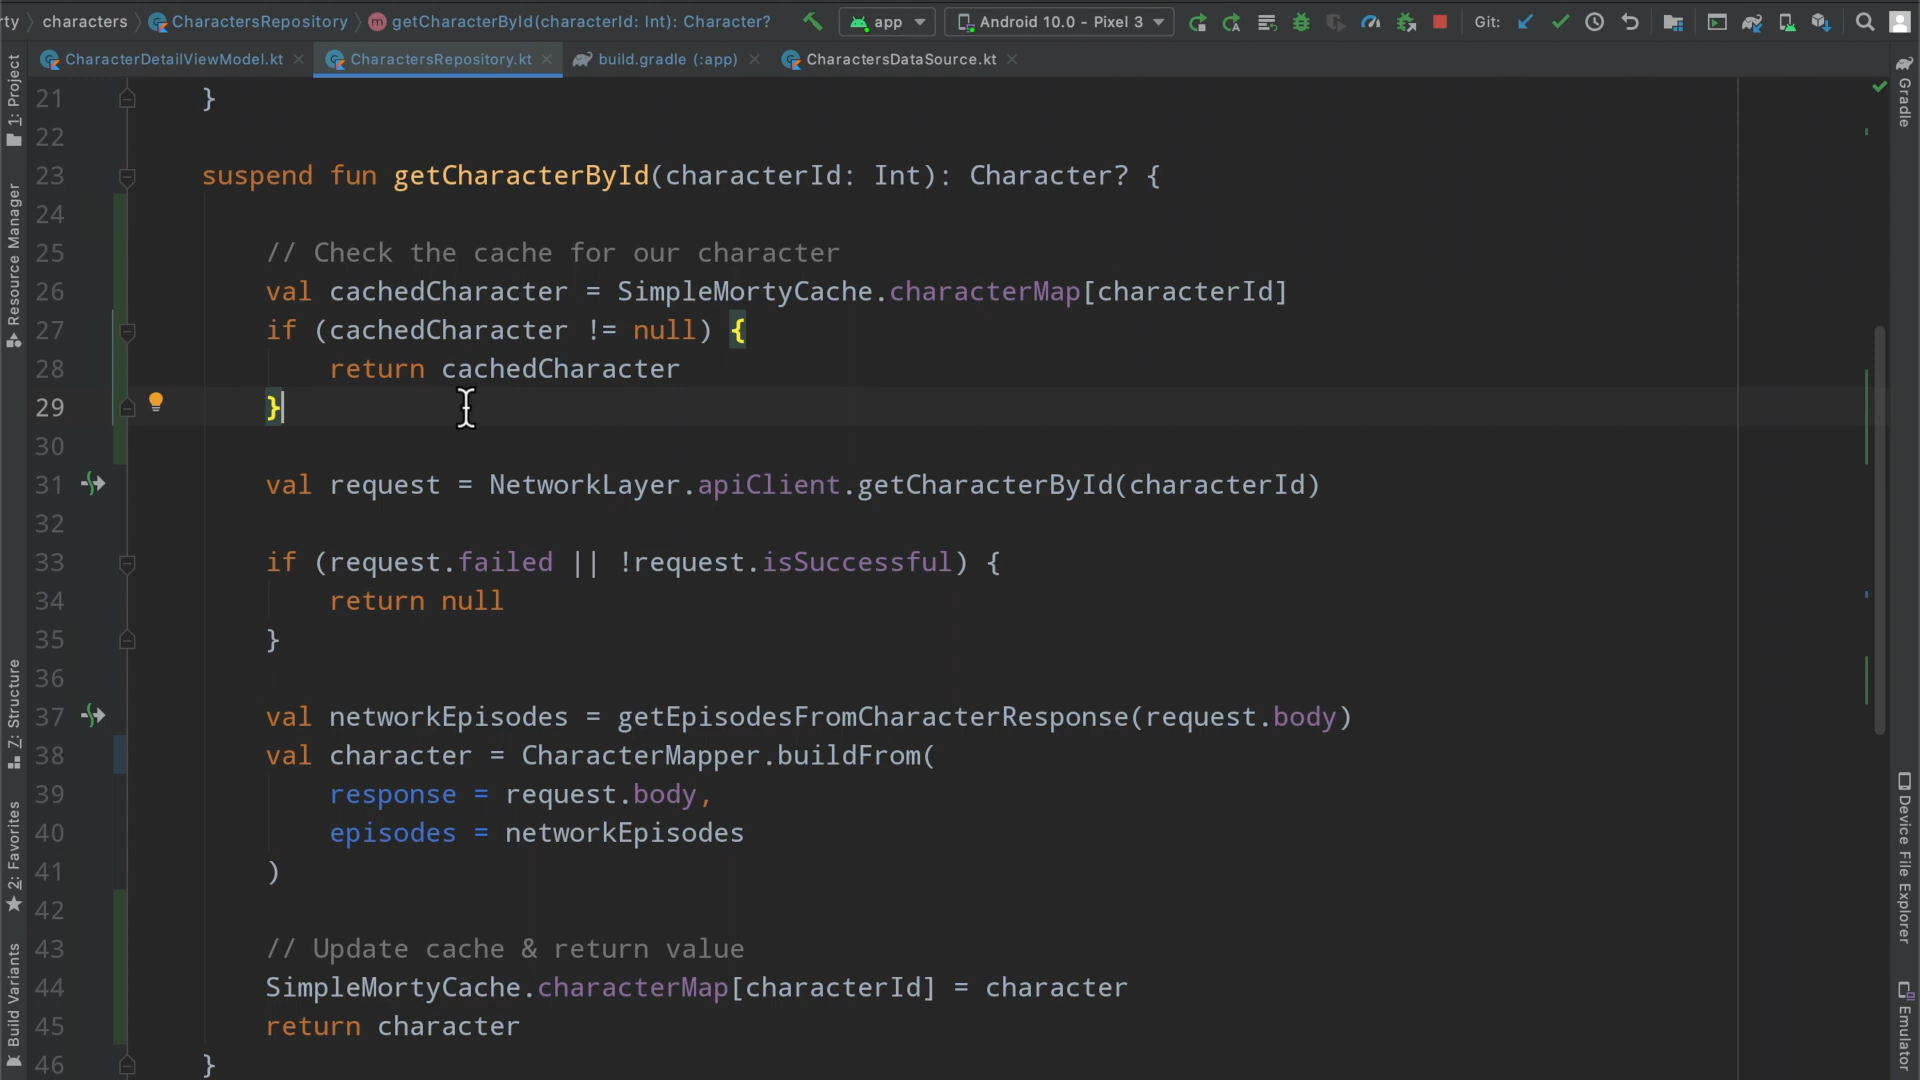 rty characters CharactersRepository getCharacterById(characterId: Int): Character? app Android 10.0 - Pixel 3 Git:
CharacterDetailViewModel.kt CharactersRepository.kt build.gradle (:app) CharactersDataSource.kt
1: Project
Resource Manager
Z: Structure
2: Favorites
Build Variants
21 }
22
23 suspend fun getCharacterById(characterId: Int): Character? {
24
25 // Check the cache for our character
26 val cachedCharacter = SimpleMortyCache.characterMap[characterId]
27 if (cachedCharacter != null) {
28 return cachedCharacter
29 }
30
31 val request = NetworkLayer.apiClient.getCharacterById(characterId)
32
33 if (request.failed || !request.isSuccessful) {
34 return null
35 }
36
37 val networkEpisodes = getEpisodesFromCharacterResponse(request.body)
38 val character = CharacterMapper.buildFrom(
39 response = request.body,
40 episodes = networkEpisodes
41 )
42
43 // Update cache & return value
44 SimpleMortyCache.characterMap[characterId] = character
45 return character
46 }
Gradle
Device File Explorer
Emulator